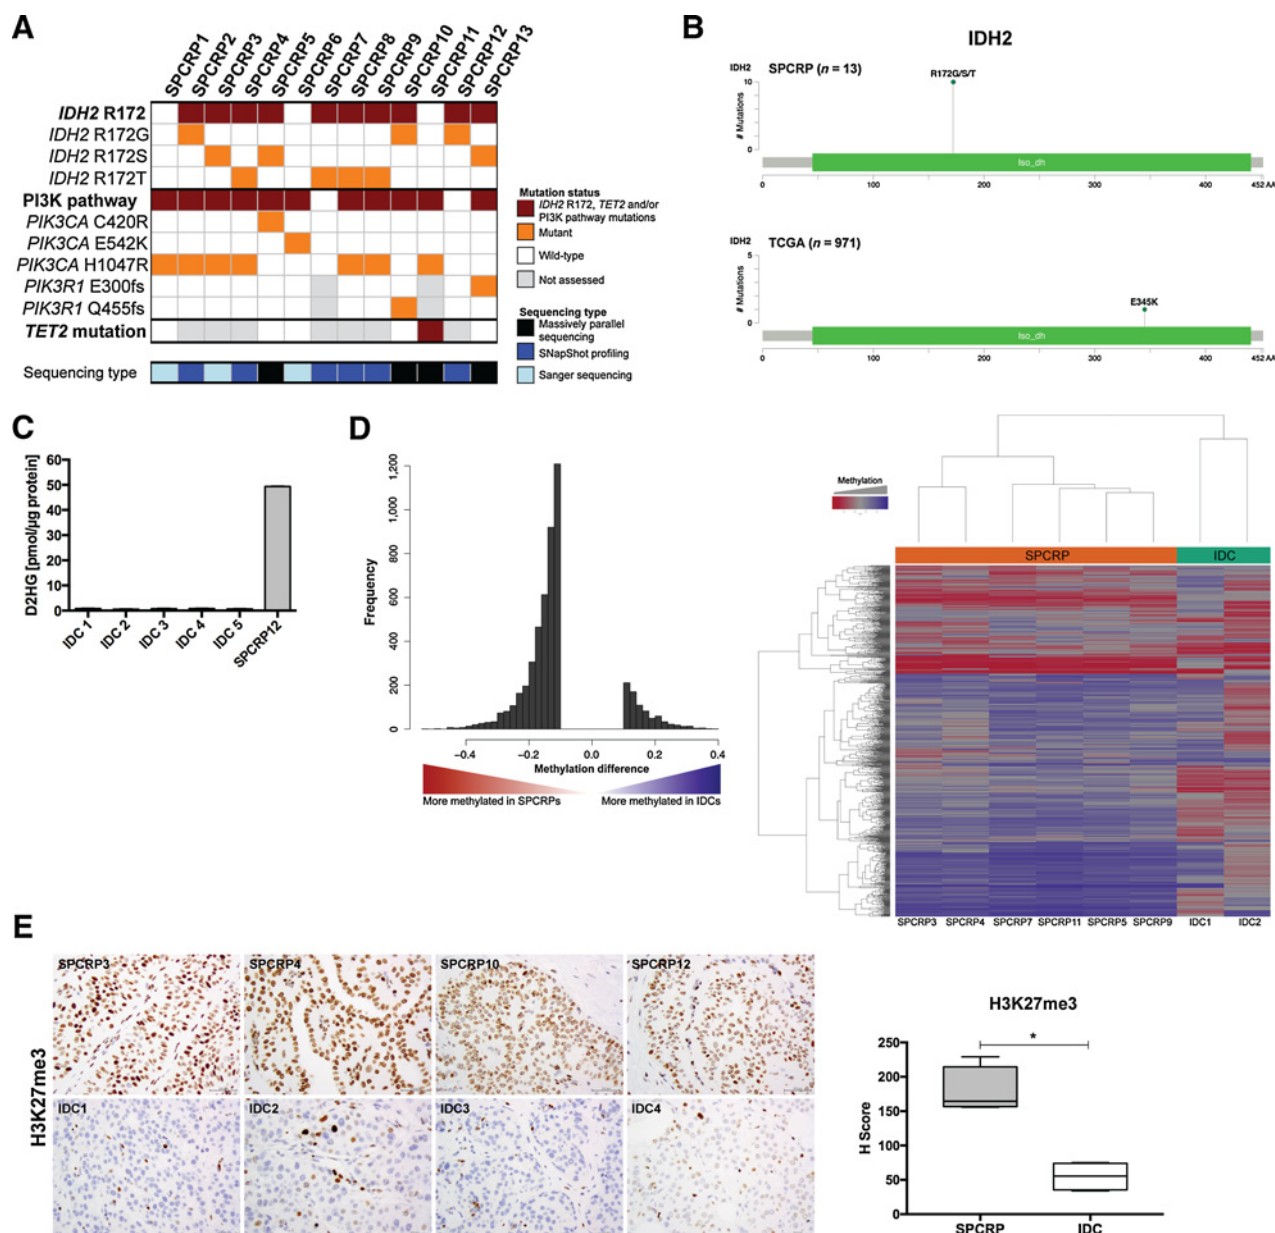 A
SPCRP1
SPCRP2
SPCRP3
SPCRP4
SPCRP5
SPCRP6
SPCRP7
SPCRP8
SPCRP9
SPCRP10
SPCRP11
SPCRP12
SPCRP13
IDH2 R172
IDH2 R172G
IDH2 R172S
IDH2 R172T
PI3K pathway
PIK3CA C420R
PIK3CA E542K
PIK3CA H1047R
PIK3R1 E300fs
PIK3R1 Q455fs
TET2 mutation
Sequencing type
Mutation status
IDH2 R172, TET2 and/or
PI3K pathway mutations
Mutant
Wild-type
Not assessed
Sequencing type
Massively parallel
sequencing
SNapShot profiling
Sanger sequencing
B
IDH2
IDH2 SPCRP (n = 13)
R172G/S/T
10
# Mutations
0
Iso_dh
0 100 200 300 400 452 AA
IDH2 TCGA (n = 971)
5
# Mutations
0
E345K
Iso_dh
0 100 200 300 400 452 AA
C
D2HG [pmol/µg protein]
60
50
40
30
20
10
0
IDC 1
IDC 2
IDC 3
IDC 4
IDC 5
SPCRP12
D
Frequency
1,200
1,000
800
600
400
200
0
−0.4 −0.2 0.0 0.2 0.4
Methylation difference
More methylated in SPCRPs
More methylated in IDCs
Methylation
SPCRP IDC
SPCRP3 SPCRP4 SPCRP7 SPCRP11 SPCRP5 SPCRP9 IDC1 IDC2
E
H3K27me3
SPCRP3 SPCRP4 SPCRP10 SPCRP12
IDC1 IDC2 IDC3 IDC4
H3K27me3
*
H Score
250
200
150
100
50
0
SPCRP IDC